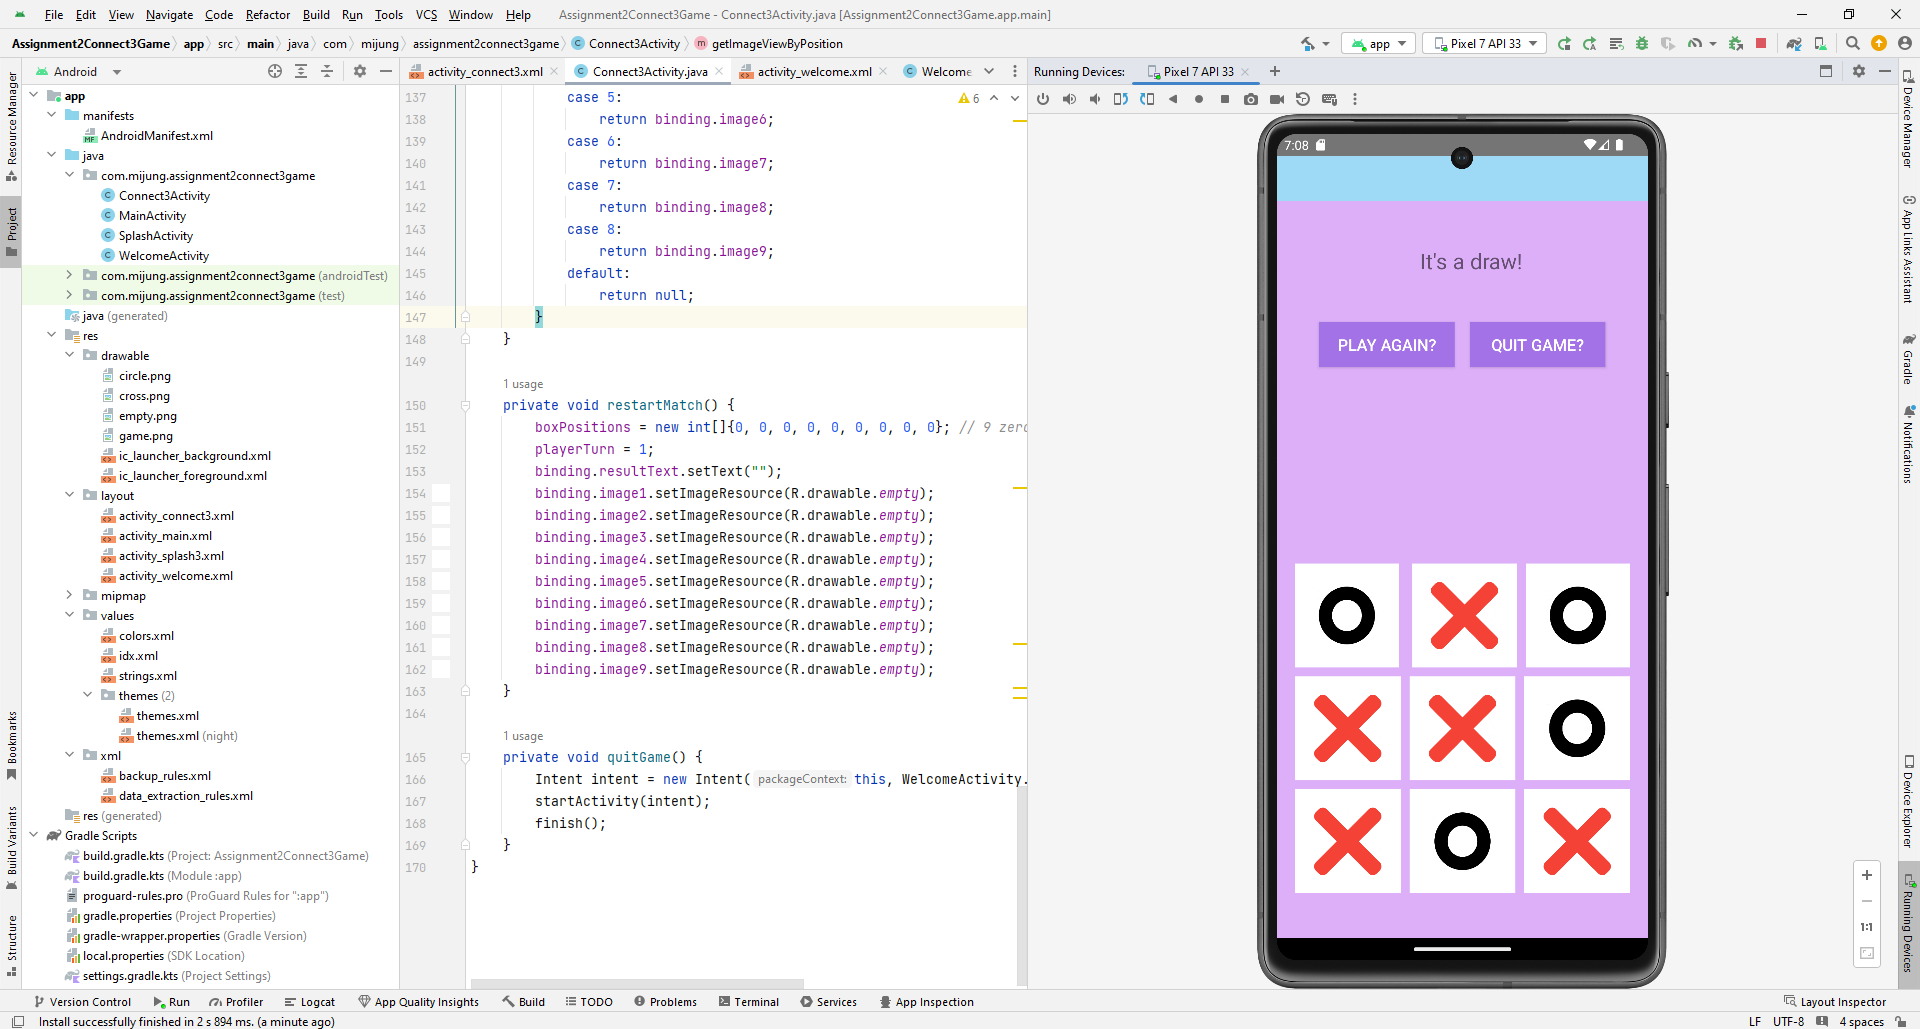 File Edit View Navigate Code Refactor Build Run Tools VCS Window Help Assignment2Connect3Game - Connect3Activity.java [Assignment2Connect3Game.app.main]
Assignment2Connect3Game app src main java com mijung assignment2connect3game C Connect3Activity m getImageViewByPosition app Pixel 7 API 33
Android activity_connect3.xml Connect3Activity.java activity_welcome.xml Welcome Running Devices: Pixel 7 API 33
Resource Manager
Project
Bookmarks
Build Variants
Structure
app
manifests
AndroidManifest.xml
java
com.mijung.assignment2connect3game
Connect3Activity
MainActivity
SplashActivity
WelcomeActivity
com.mijung.assignment2connect3game (androidTest)
com.mijung.assignment2connect3game (test)
java (generated)
res
drawable
circle.png
cross.png
empty.png
game.png
ic_launcher_background.xml
ic_launcher_foreground.xml
layout
activity_connect3.xml
activity_main.xml
activity_splash3.xml
activity_welcome.xml
mipmap
values
colors.xml
idx.xml
strings.xml
themes (2)
themes.xml
themes.xml (night)
xml
backup_rules.xml
data_extraction_rules.xml
res (generated)
Gradle Scripts
build.gradle.kts (Project: Assignment2Connect3Game)
build.gradle.kts (Module :app)
proguard-rules.pro (ProGuard Rules for ":app")
gradle.properties (Project Properties)
gradle-wrapper.properties (Gradle Version)
local.properties (SDK Location)
settings.gradle.kts (Project Settings)
6
137 case 5:
138 return binding.image6;
139 case 6:
140 return binding.image7;
141 case 7:
142 return binding.image8;
143 case 8:
144 return binding.image9;
145 default:
146 return null;
147 }
148 }
149
1 usage
150 private void restartMatch() {
151 boxPositions = new int[]{0, 0, 0, 0, 0, 0, 0, 0, 0}; // 9 zero
152 playerTurn = 1;
153 binding.resultText.setText("");
154 binding.image1.setImageResource(R.drawable.empty);
155 binding.image2.setImageResource(R.drawable.empty);
156 binding.image3.setImageResource(R.drawable.empty);
157 binding.image4.setImageResource(R.drawable.empty);
158 binding.image5.setImageResource(R.drawable.empty);
159 binding.image6.setImageResource(R.drawable.empty);
160 binding.image7.setImageResource(R.drawable.empty);
161 binding.image8.setImageResource(R.drawable.empty);
162 binding.image9.setImageResource(R.drawable.empty);
163 }
164
1 usage
165 private void quitGame() {
166 Intent intent = new Intent( packageContext: this, WelcomeActivity.
167 startActivity(intent);
168 finish();
169 }
170 }
7:08
It's a draw!
PLAY AGAIN? QUIT GAME?
1:1
Device Manager
App Links Assistant
Gradle
Notifications
Device Explorer
Running Devices
Version Control Run Profiler Logcat App Quality Insights Build TODO Problems Terminal Services App Inspection Layout Inspector
Install successfully finished in 2 s 894 ms. (a minute ago) LF UTF-8 4 spaces